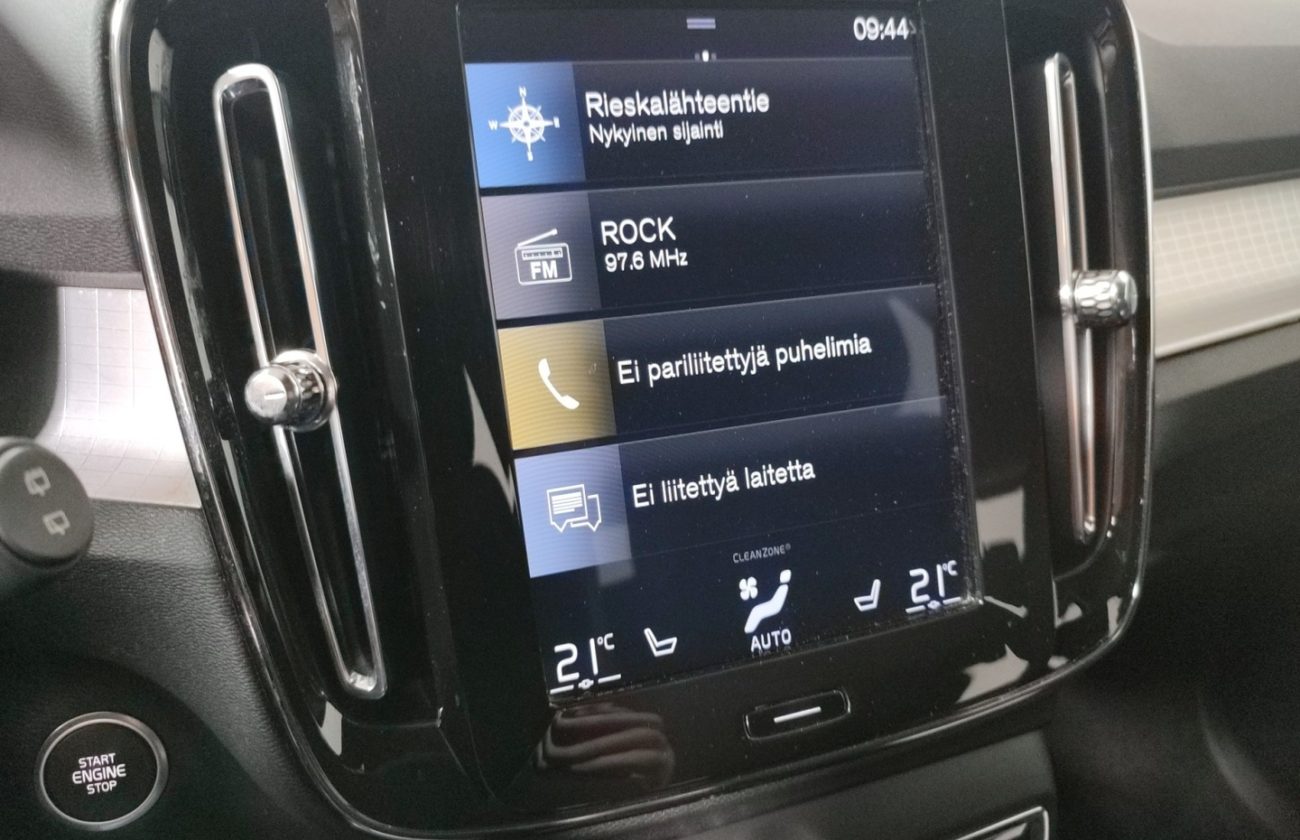 09:44
N
W E
S
Rieskalähteentie
Nykyinen sijainti
ROCK
97.6 MHz
FM
Ei pariliitettyjä puhelimia
Ei liitettyä laitetta
CLEANZONE®
21°C
AUTO
21°C
START
ENGINE
STOP